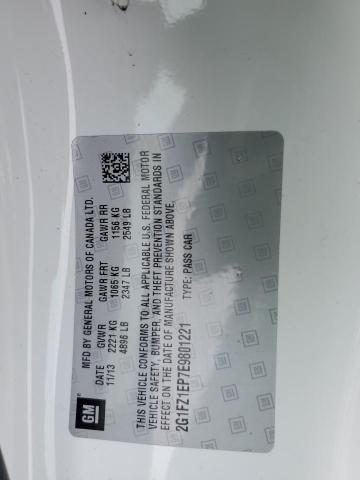 GM
MFD BY GENERAL MOTORS OF CANADA LTD.
DATE GVWR GAWR FRT GAWR RR
11/13 2221 KG 1065 KG 1156 KG
4896 LB 2347 LB 2549 LB
THIS VEHICLE CONFORMS TO ALL APPLICABLE U.S. FEDERAL MOTOR
VEHICLE SAFETY, BUMPER, AND THEFT PREVENTION STANDARDS IN
EFFECT ON THE DATE OF MANUFACTURE SHOWN ABOVE.
2G1FZ1EP7E9801221 TYPE: PASS CAR